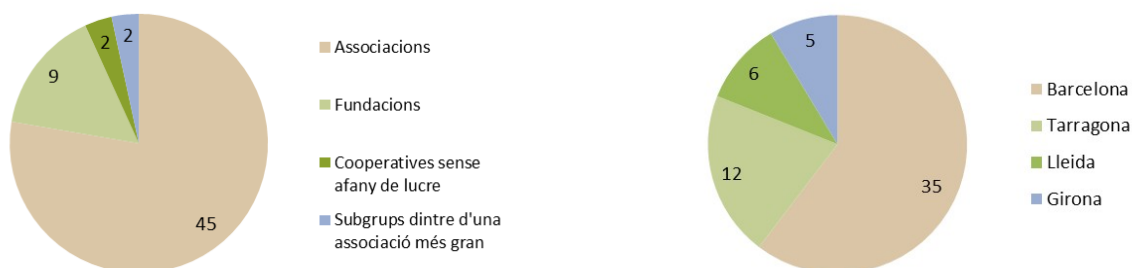 2
2
9
45
Associacions
Fundacions
Cooperatives sense
afany de lucre
Subgrups dintre d'una
associació més gran
5
6
12
35
Barcelona
Tarragona
Lleida
Girona